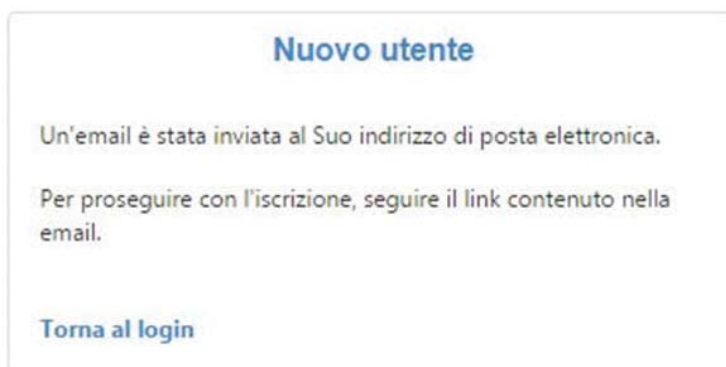 Nuovo utente
Un'email è stata inviata al Suo indirizzo di posta elettronica.
Per proseguire con l'iscrizione, seguire il link contenuto nella
email.
Torna al login